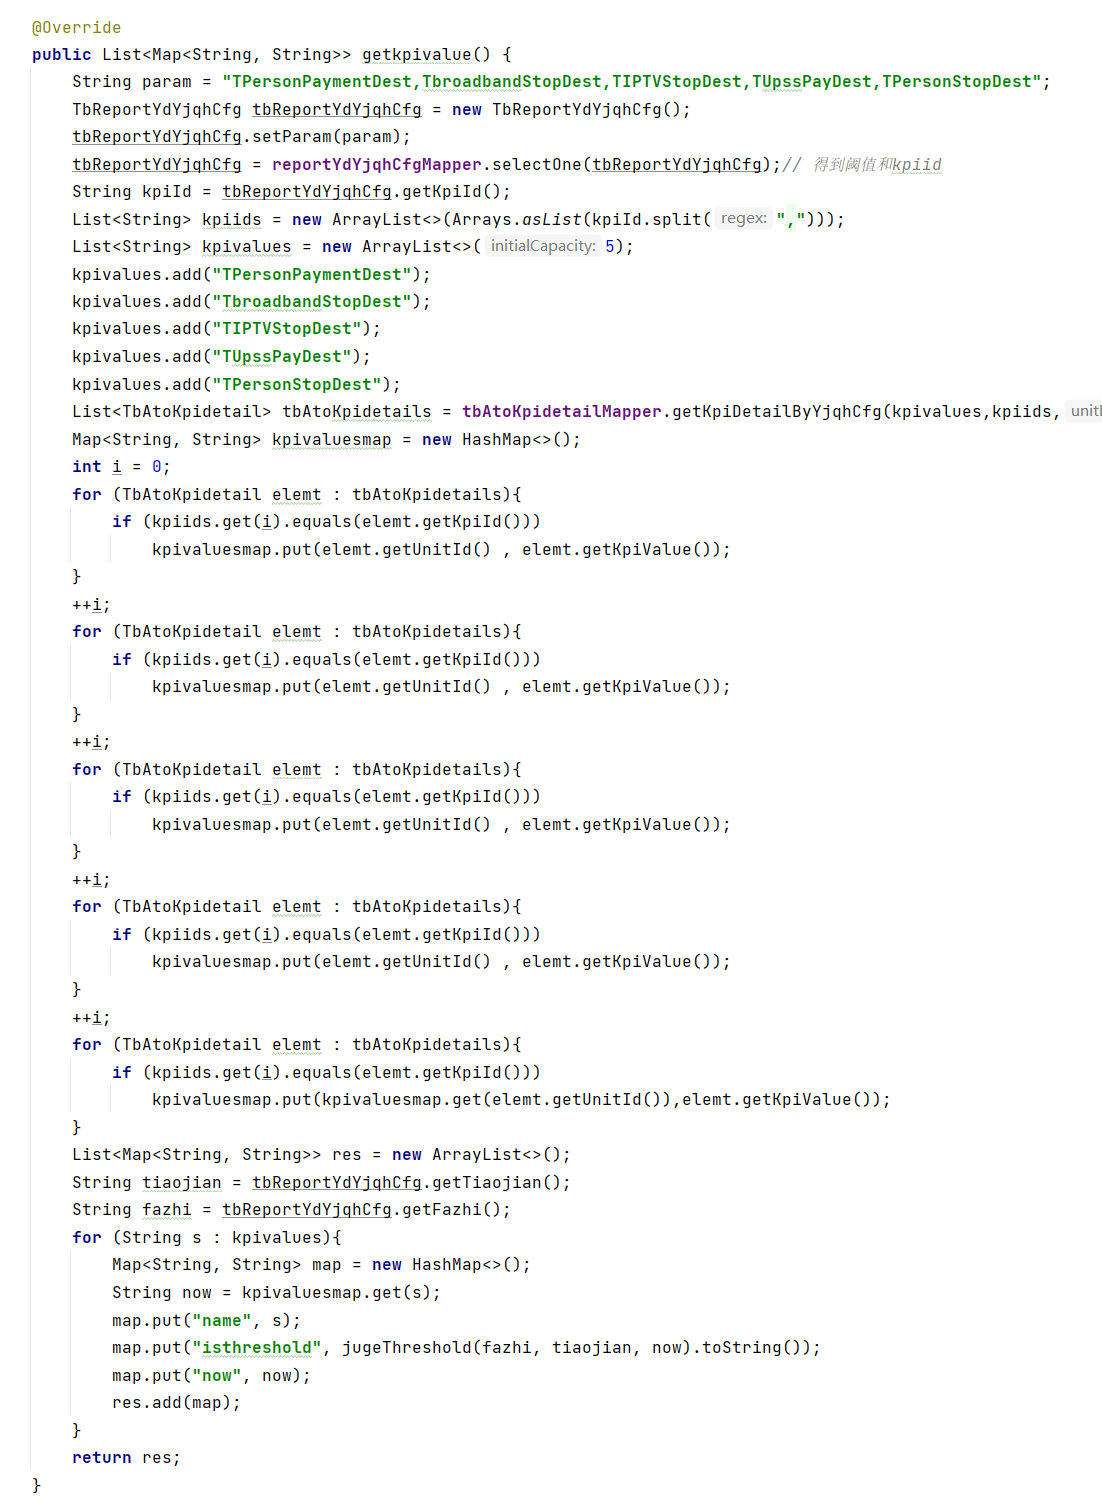 @Override
public List<Map<String, String>> getkpivalue() {
    String param = "TPersonPaymentDest,TbroadbandStopDest,TIPTVStopDest,TUpssPayDest,TPersonStopDest";
    TbReportYdYjqhCfg tbReportYdYjqhCfg = new TbReportYdYjqhCfg();
    tbReportYdYjqhCfg.setParam(param);
    tbReportYdYjqhCfg = reportYdYjqhCfgMapper.selectOne(tbReportYdYjqhCfg);// 得到阈值和kpiid
    String kpiId = tbReportYdYjqhCfg.getKpiId();
    List<String> kpiids = new ArrayList<>(Arrays.asList(kpiId.split( regex: ",")));
    List<String> kpivalues = new ArrayList<>( initialCapacity: 5);
    kpivalues.add("TPersonPaymentDest");
    kpivalues.add("TbroadbandStopDest");
    kpivalues.add("TIPTVStopDest");
    kpivalues.add("TUpssPayDest");
    kpivalues.add("TPersonStopDest");
    List<TbAtoKpidetail> tbAtoKpidetails = tbAtoKpidetailMapper.getKpiDetailByYjqhCfg(kpivalues,kpiids,
    Map<String, String> kpivaluesmap = new HashMap<>();
    int i = 0;
    for (TbAtoKpidetail elemt : tbAtoKpidetails){
        if (kpiids.get(i).equals(elemt.getKpiId()))
            kpivaluesmap.put(elemt.getUnitId() , elemt.getKpiValue());
    }
    ++i;
    for (TbAtoKpidetail elemt : tbAtoKpidetails){
        if (kpiids.get(i).equals(elemt.getKpiId()))
            kpivaluesmap.put(elemt.getUnitId() , elemt.getKpiValue());
    }
    ++i;
    for (TbAtoKpidetail elemt : tbAtoKpidetails){
        if (kpiids.get(i).equals(elemt.getKpiId()))
            kpivaluesmap.put(elemt.getUnitId() , elemt.getKpiValue());
    }
    ++i;
    for (TbAtoKpidetail elemt : tbAtoKpidetails){
        if (kpiids.get(i).equals(elemt.getKpiId()))
            kpivaluesmap.put(elemt.getUnitId() , elemt.getKpiValue());
    }
    ++i;
    for (TbAtoKpidetail elemt : tbAtoKpidetails){
        if (kpiids.get(i).equals(elemt.getKpiId()))
            kpivaluesmap.put(kpivaluesmap.get(elemt.getUnitId()),elemt.getKpiValue());
    }
    List<Map<String, String>> res = new ArrayList<>();
    String tiaojian = tbReportYdYjqhCfg.getTiaojian();
    String fazhi = tbReportYdYjqhCfg.getFazhi();
    for (String s : kpivalues){
        Map<String, String> map = new HashMap<>();
        String now = kpivaluesmap.get(s);
        map.put("name", s);
        map.put("isthreshold", jugeThreshold(fazhi, tiaojian, now).toString());
        map.put("now", now);
        res.add(map);
    }
    return res;
}